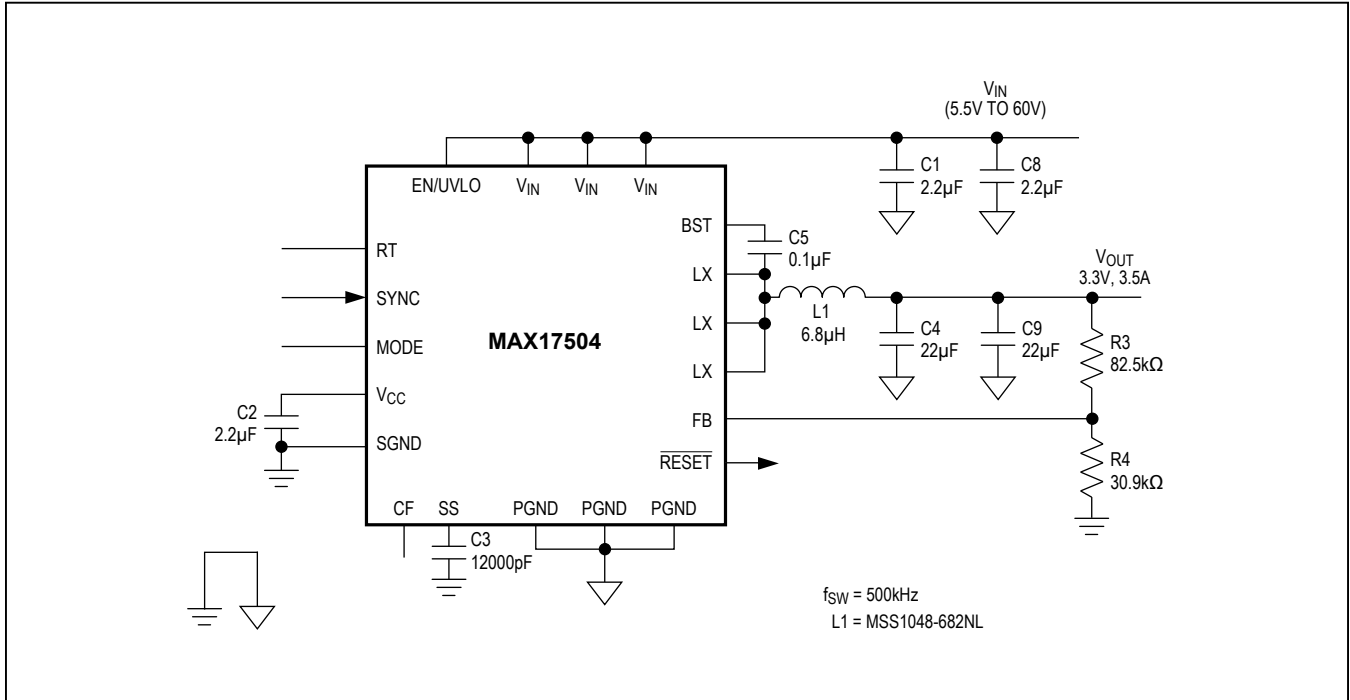 VIN
(5.5V TO 60V)
EN/UVLO VIN VIN VIN
C1
2.2µF
C8
2.2µF
BST
C5
0.1µF
RT
LX
VOUT
3.3V, 3.5A
SYNC
L1
6.8µH
LX
C4
22µF
C9
22µF
R3
82.5kΩ
MODE
MAX17504
LX
VCC
C2
2.2µF
FB
SGND
RESET
R4
30.9kΩ
CF SS PGND PGND PGND
C3
12000pF
fSW = 500kHz
L1 = MSS1048-682NL